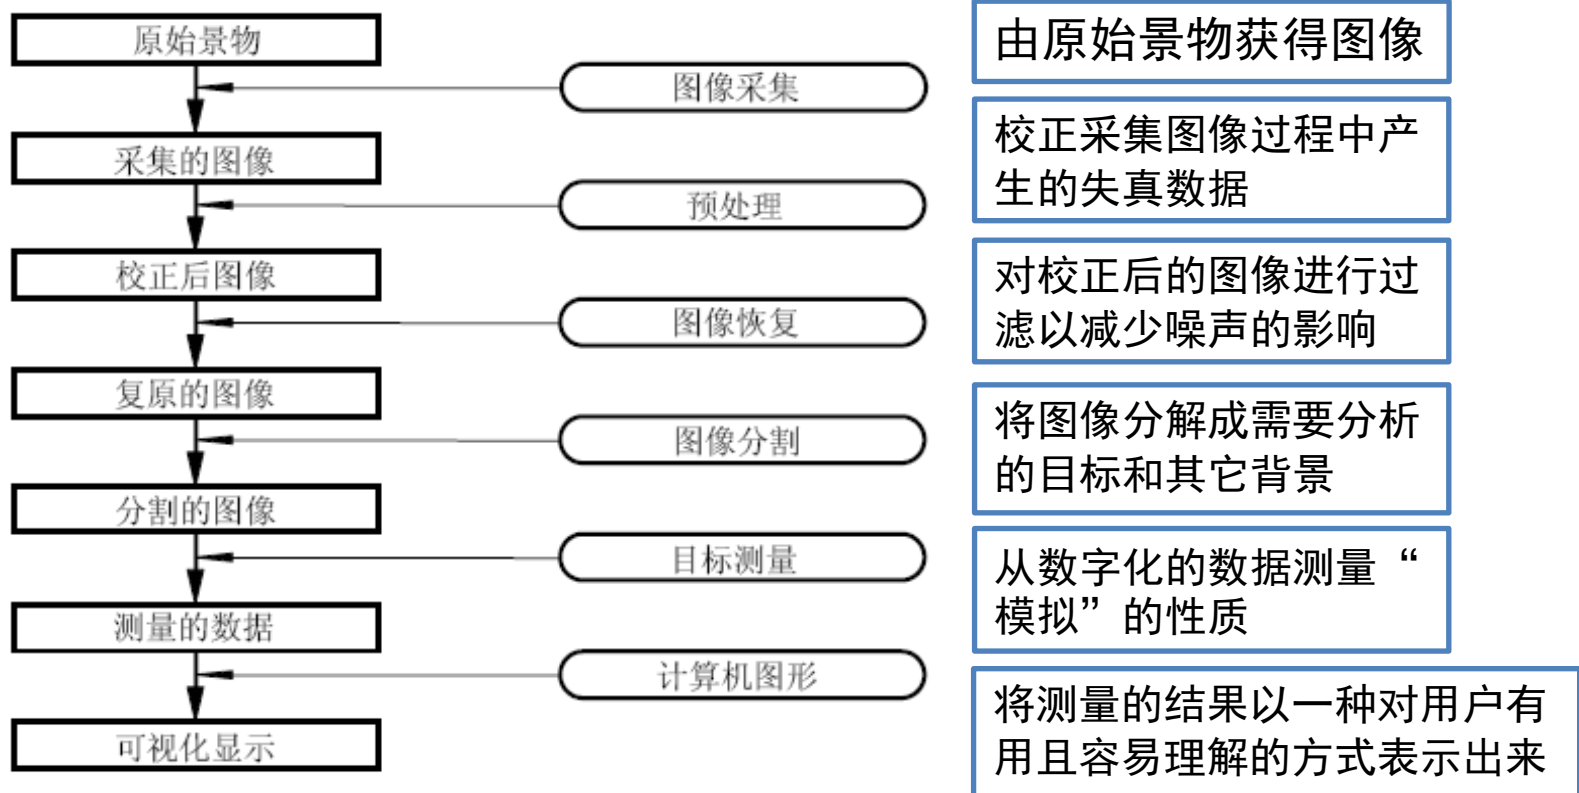 原始景物
图像采集
采集的图像
预处理
校正后图像
图像恢复
复原的图像
图像分割
分割的图像
目标测量
测量的数据
计算机图形
可视化显示
由原始景物获得图像
校正采集图像过程中产
生的失真数据
对校正后的图像进行过
滤以减少噪声的影响
将图像分解成需要分析
的目标和其它背景
从数字化的数据测量“
模拟”的性质
将测量的结果以一种对用户有
用且容易理解的方式表示出来